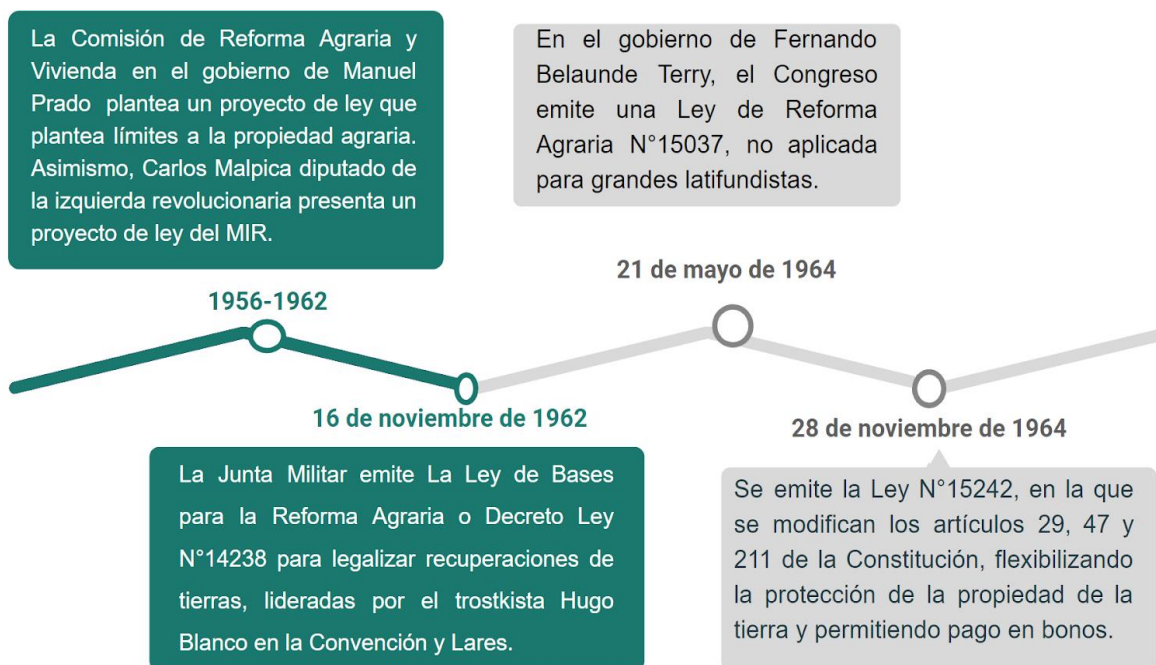 La Comisión de Reforma Agraria y
Vivienda en el gobierno de Manuel
Prado plantea un proyecto de ley que
plantea límites a la propiedad agraria.
Asimismo, Carlos Malpica diputado de
la izquierda revolucionaria presenta un
proyecto de ley del MIR.
1956-1962
16 de noviembre de 1962
La Junta Militar emite La Ley de Bases
para la Reforma Agraria o Decreto Ley
N°14238 para legalizar recuperaciones de
tierras, lideradas por el trostkista Hugo
Blanco en la Convención y Lares.
En el gobierno de Fernando
Belaunde Terry, el Congreso
emite una Ley de Reforma
Agraria N°15037, no aplicada
para grandes latifundistas.
21 de mayo de 1964
28 de noviembre de 1964
Se emite la Ley N°15242, en la que
se modifican los artículos 29, 47 y
211 de la Constitución, flexibilizando
la protección de la propiedad de la
tierra y permitiendo pago en bonos.